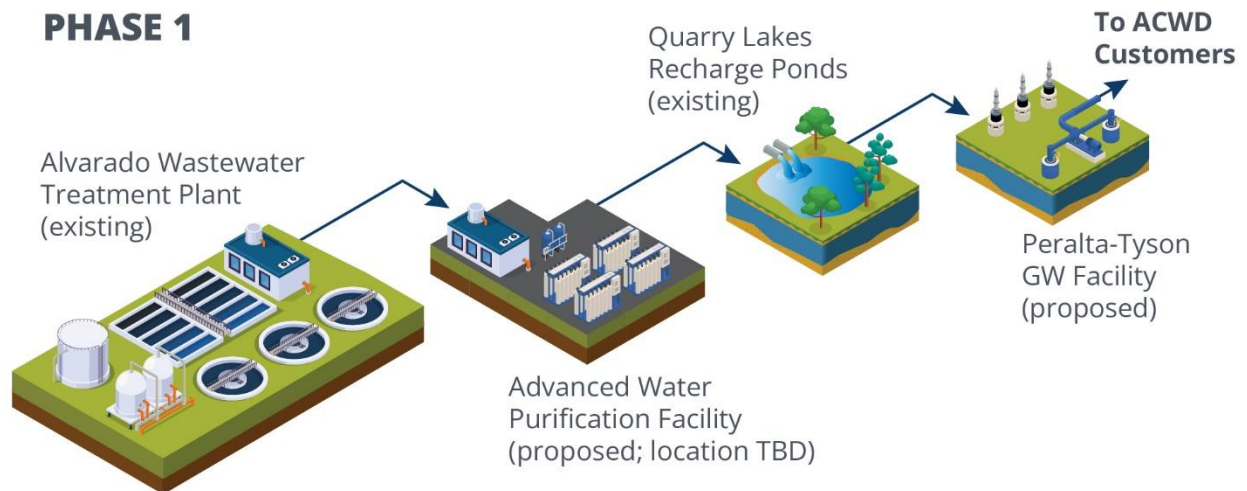 PHASE 1
Alvarado Wastewater
Treatment Plant
(existing)
Advanced Water
Purification Facility
(proposed; location TBD)
Quarry Lakes
Recharge Ponds
(existing)
Peralta-Tyson
GW Facility
(proposed)
To ACWD
Customers